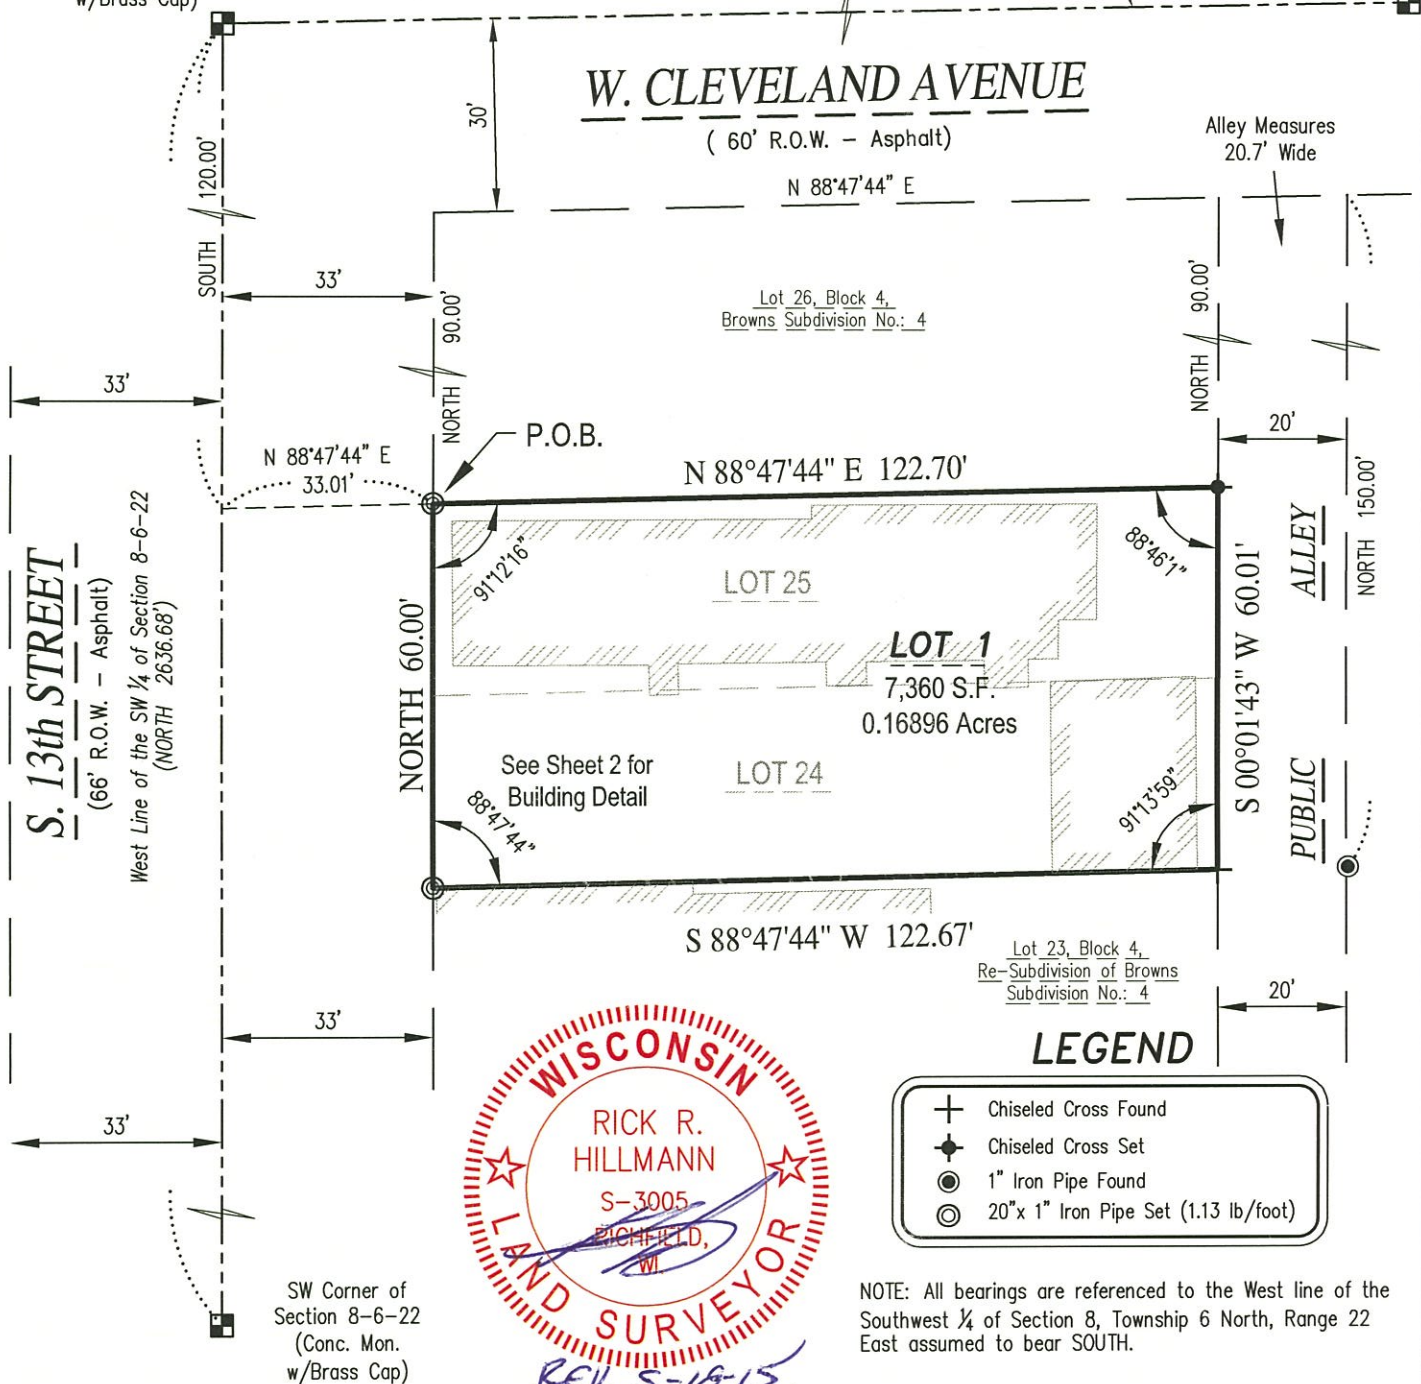 w/Brass Cap)
W. CLEVELAND AVENUE
( 60' R.O.W. – Asphalt)
30'
N 88°47'44" E
Alley Measures
20.7' Wide
SOUTH 120.00'
33'
NORTH 90.00'
Lot 26, Block 4,
Browns Subdivision No.: 4
NORTH 90.00'
33'
20'
P.O.B.
N 88°47'44" E
33.01'
N 88°47'44" E 122.70'
S. 13th STREET
(66' R.O.W. – Asphalt)
West Line of the SW ¼ of Section 8-6-22
(NORTH 2636.68')
91°12'16"
88°46'1"
NORTH 60.00'
LOT 25
LOT 1
7,360 S.F.
0.16896 Acres
S 00°01'43" W 60.01'
PUBLIC ALLEY
NORTH 150.00'
See Sheet 2 for
Building Detail
LOT 24
88°47'44"
91°13'59"
S 88°47'44" W 122.67'
Lot 23, Block 4,
Re-Subdivision of Browns
Subdivision No.: 4
20'
33'
33'
WISCONSIN
RICK R.
HILLMANN
S-3005
RICHFIELD,
WI
LAND SURVEYOR
LEGEND
Chiseled Cross Found
Chiseled Cross Set
1" Iron Pipe Found
20"x 1" Iron Pipe Set (1.13 lb/foot)
SW Corner of
Section 8-6-22
(Conc. Mon.
w/Brass Cap)
NOTE: All bearings are referenced to the West line of the
Southwest ¼ of Section 8, Township 6 North, Range 22
East assumed to bear SOUTH.